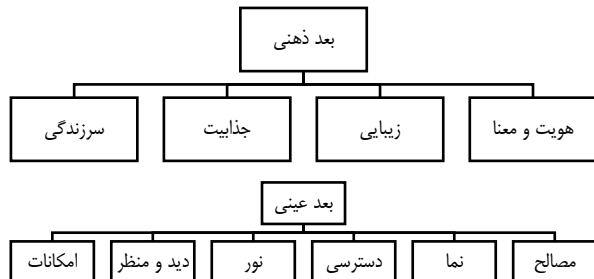 بعد ذهنی
هویت و معنا
زیبایی
جذابیت
سرزندگی
بعد عینی
مصالح
نما
دسترسی
نور
دید و منظر
امکانات